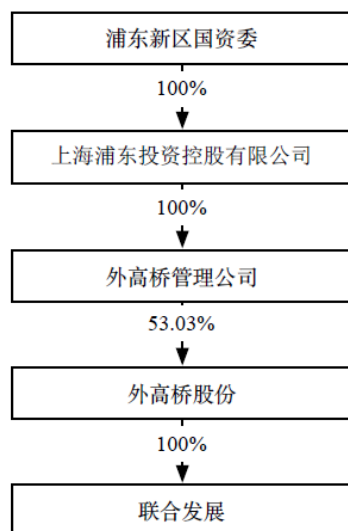 浦东新区国资委
100%
上海浦东投资控股有限公司
100%
外高桥管理公司
53.03%
外高桥股份
100%
联合发展